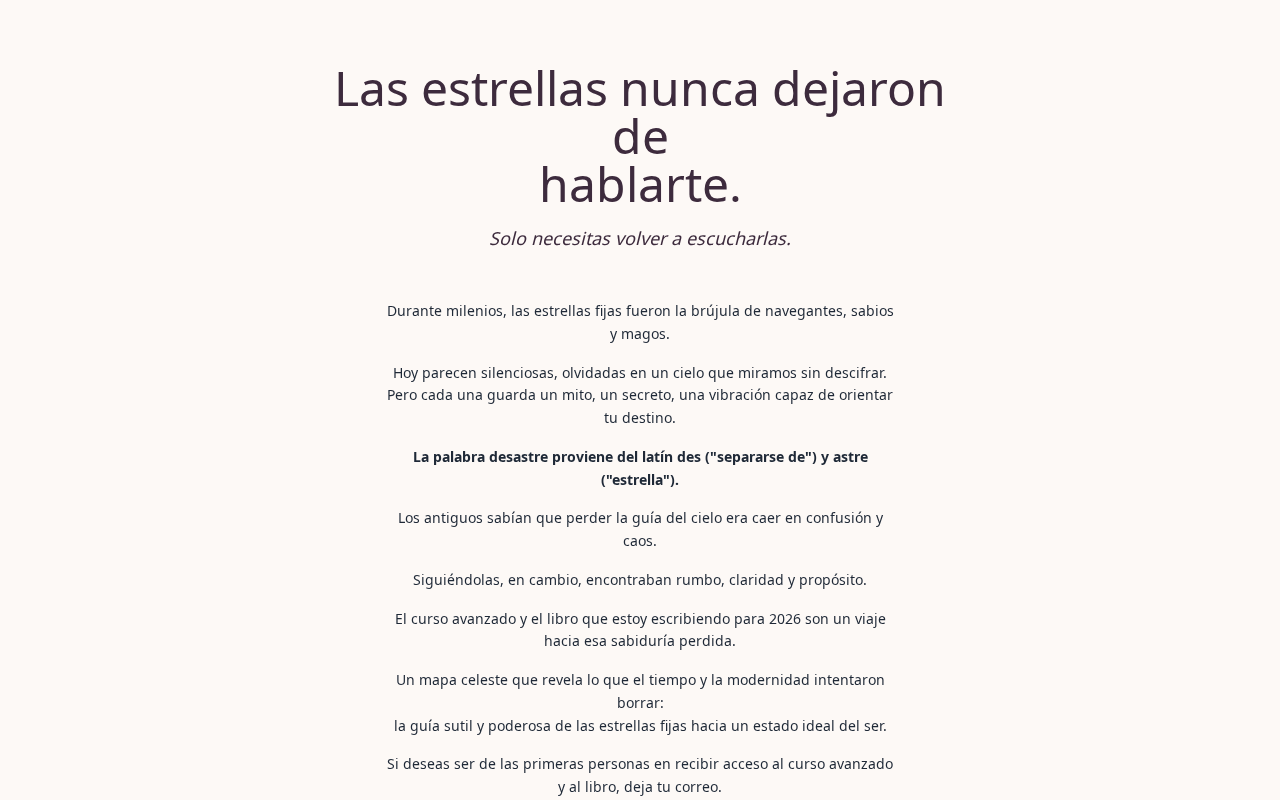 Las estrellas nunca dejaron
de
hablarte.
Solo necesitas volver a escucharlas.
Durante milenios, las estrellas fijas fueron la brújula de navegantes, sabios
y magos.
Hoy parecen silenciosas, olvidadas en un cielo que miramos sin descifrar.
Pero cada una guarda un mito, un secreto, una vibración capaz de orientar
tu destino.
La palabra desastre proviene del latín des ("separarse de") y astre
("estrella").
Los antiguos sabían que perder la guía del cielo era caer en confusión y
caos.
Siguiéndolas, en cambio, encontraban rumbo, claridad y propósito.
El curso avanzado y el libro que estoy escribiendo para 2026 son un viaje
hacia esa sabiduría perdida.
Un mapa celeste que revela lo que el tiempo y la modernidad intentaron
borrar:
la guía sutil y poderosa de las estrellas fijas hacia un estado ideal del ser.
Si deseas ser de las primeras personas en recibir acceso al curso avanzado
y al libro, deja tu correo.